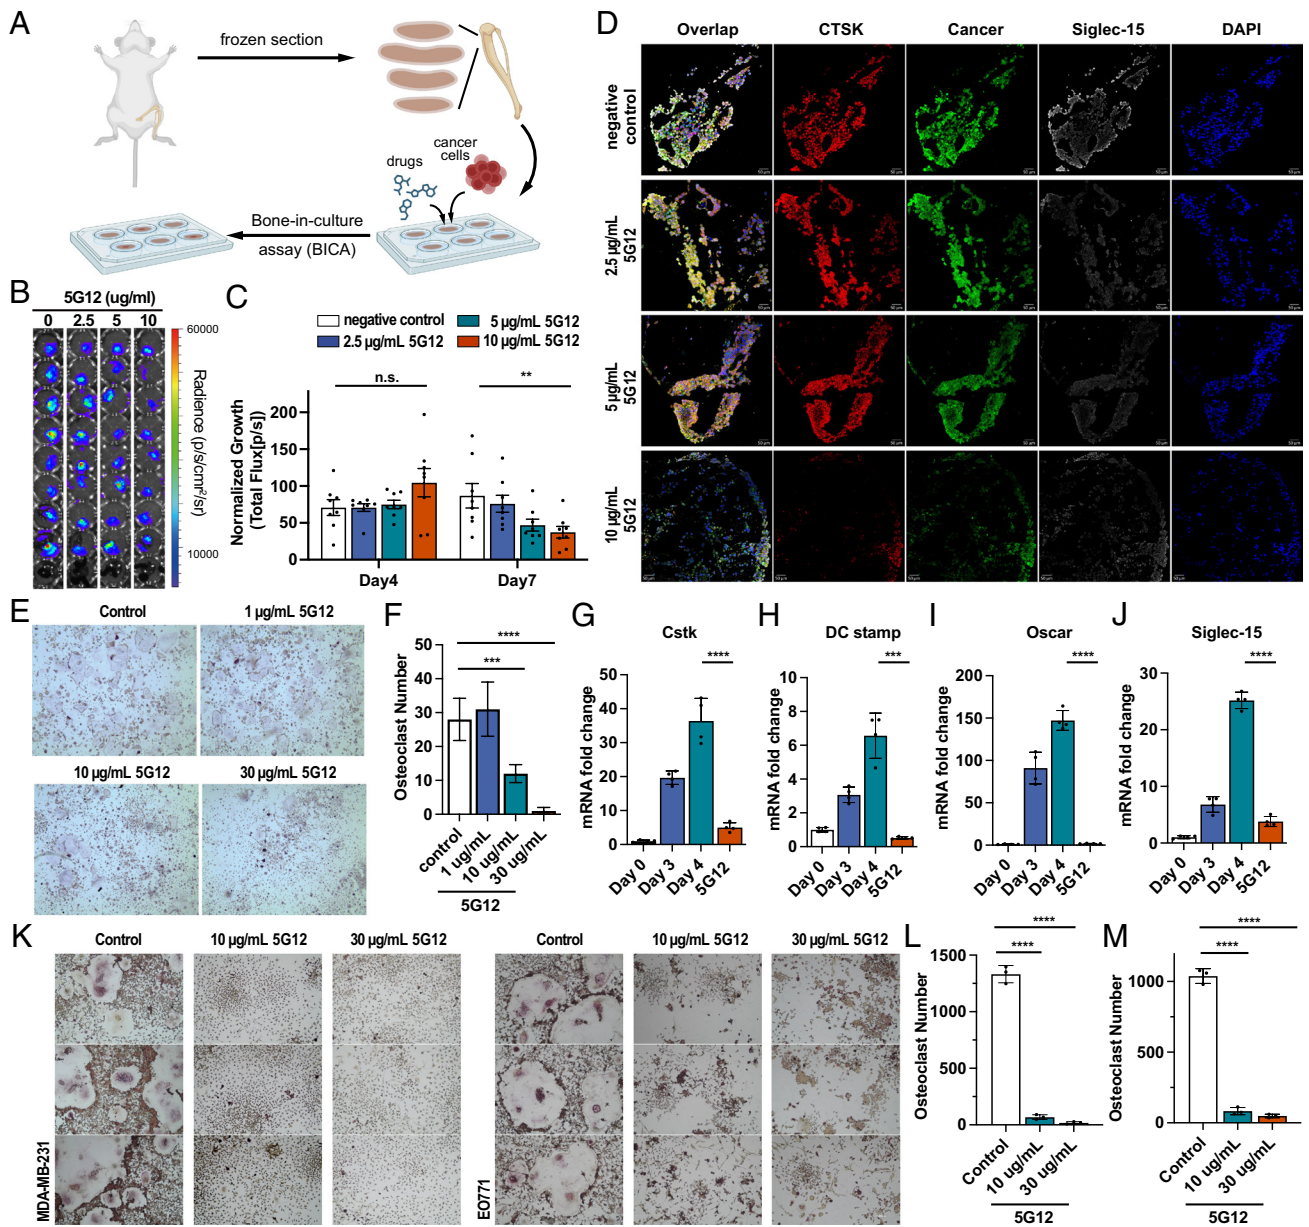 A
frozen section
drugs
cancer
cells
Bone-in-culture
assay (BICA)
B
5G12 (ug/ml)
0 2.5 5 10
60000
Radience (p/s/cm²/sr)
10000
C
negative control
5 µg/mL 5G12
2.5 µg/mL 5G12
10 µg/mL 5G12
n.s.
**
Normalized Growth
(Total Flux[p/s])
200
150
100
50
0
Day4
Day7
D
Overlap
CTSK
Cancer
Siglec-15
DAPI
negative
control
2.5 µg/mL
5G12
5 µg/mL
5G12
10 µg/mL
5G12
50 µm
E
Control
1 µg/mL 5G12
10 µg/mL 5G12
30 µg/mL 5G12
F
****
***
Osteoclast Number
50
40
30
20
10
0
control
1 ug/mL
10 ug/mL
30 ug/mL
5G12
G
Cstk
****
mRNA fold change
50
40
30
20
10
0
Day 0
Day 3
Day 4
5G12
H
DC stamp
***
mRNA fold change
10
8
6
4
2
0
Day 0
Day 3
Day 4
5G12
I
Oscar
****
mRNA fold change
200
150
100
50
0
Day 0
Day 3
Day 4
5G12
J
Siglec-15
****
mRNA fold change
30
20
10
0
Day 0
Day 3
Day 4
5G12
K
Control
10 µg/mL 5G12
30 µg/mL 5G12
Control
10 µg/mL 5G12
30 µg/mL 5G12
MDA-MB-231
EO771
L
****
****
Osteoclast Number
1500
1000
500
0
Control
10 ug/mL
30 ug/mL
5G12
M
****
****
Osteoclast Number
1000
500
0
Control
10 ug/mL
30 ug/mL
5G12